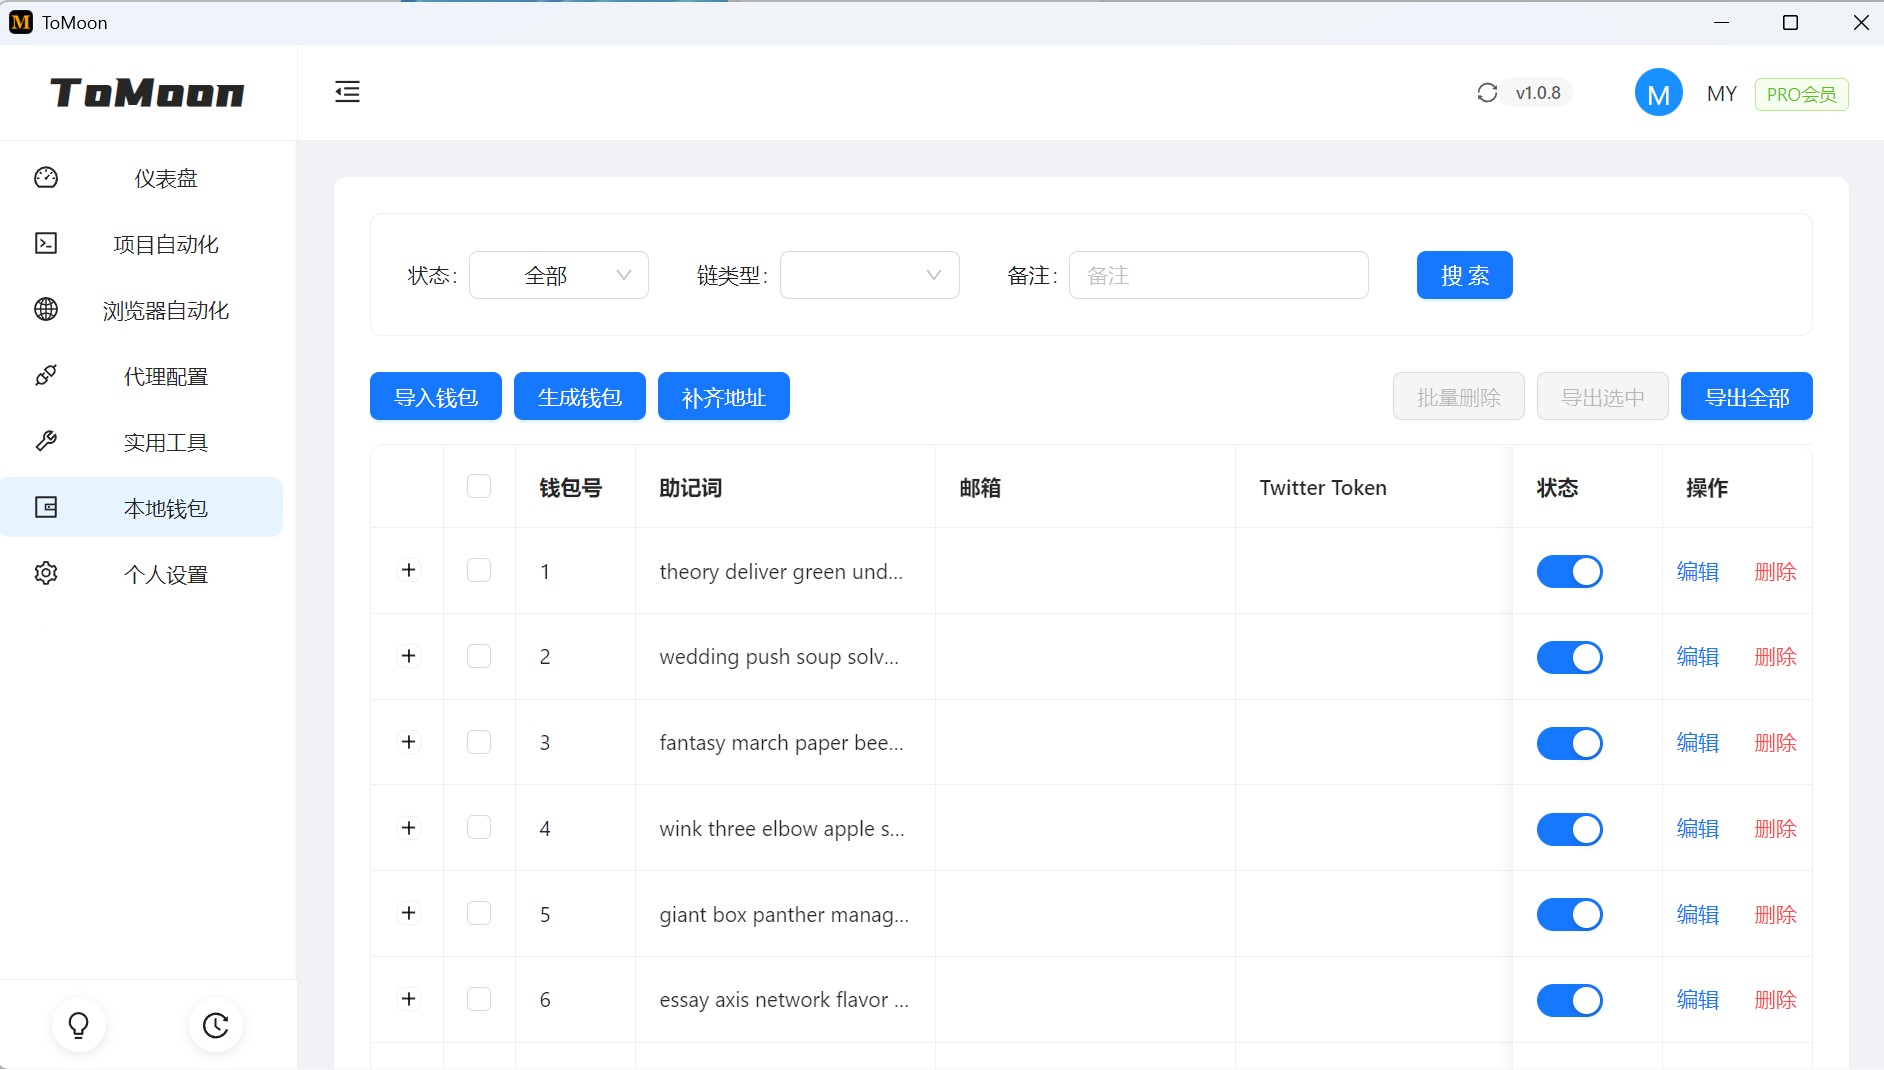 ToMoon
ToMoon
v1.0.8
M
MY
PRO会员
仪表盘
项目自动化
浏览器自动化
代理配置
实用工具
本地钱包
个人设置
状态: 全部 链类型: 备注: 备注 搜 索
导入钱包 生成钱包 补齐地址 批量删除 导出选中 导出全部
钱包号 助记词 邮箱 Twitter Token 状态 操作
1 theory deliver green und... 编辑 删除
2 wedding push soup solv... 编辑 删除
3 fantasy march paper bee... 编辑 删除
4 wink three elbow apple s... 编辑 删除
5 giant box panther manag... 编辑 删除
6 essay axis network flavor ... 编辑 删除